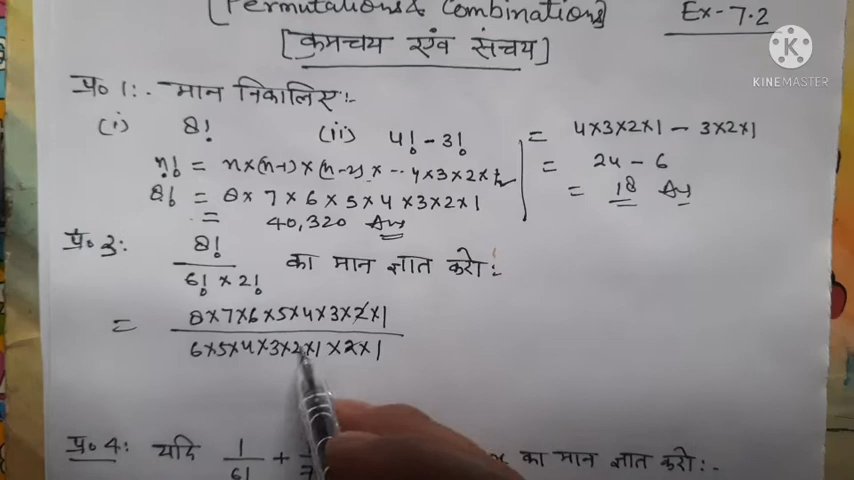 [Permutations & Combinations]
Ex-7.2
[क्रमचय एवं संचय]
KINEMASTER
प्र० 1:- मान निकालिए:-
(i) 8! (ii) 4! - 3!
n! = n×(n-1)×(n-2)×--4×3×2×1
8! = 8×7×6×5×4×3×2×1
= 40,320 Ans
= 4×3×2×1 - 3×2×1
= 24 - 6
= 18 Ans
प्र० 3: 8!/6! × 2! का मान ज्ञात करो:
= 8×7×6×5×4×3×2×1
6×5×4×3×2×1×2×1
प्र० 4: यदि 1/6! + का मान ज्ञात करो:-